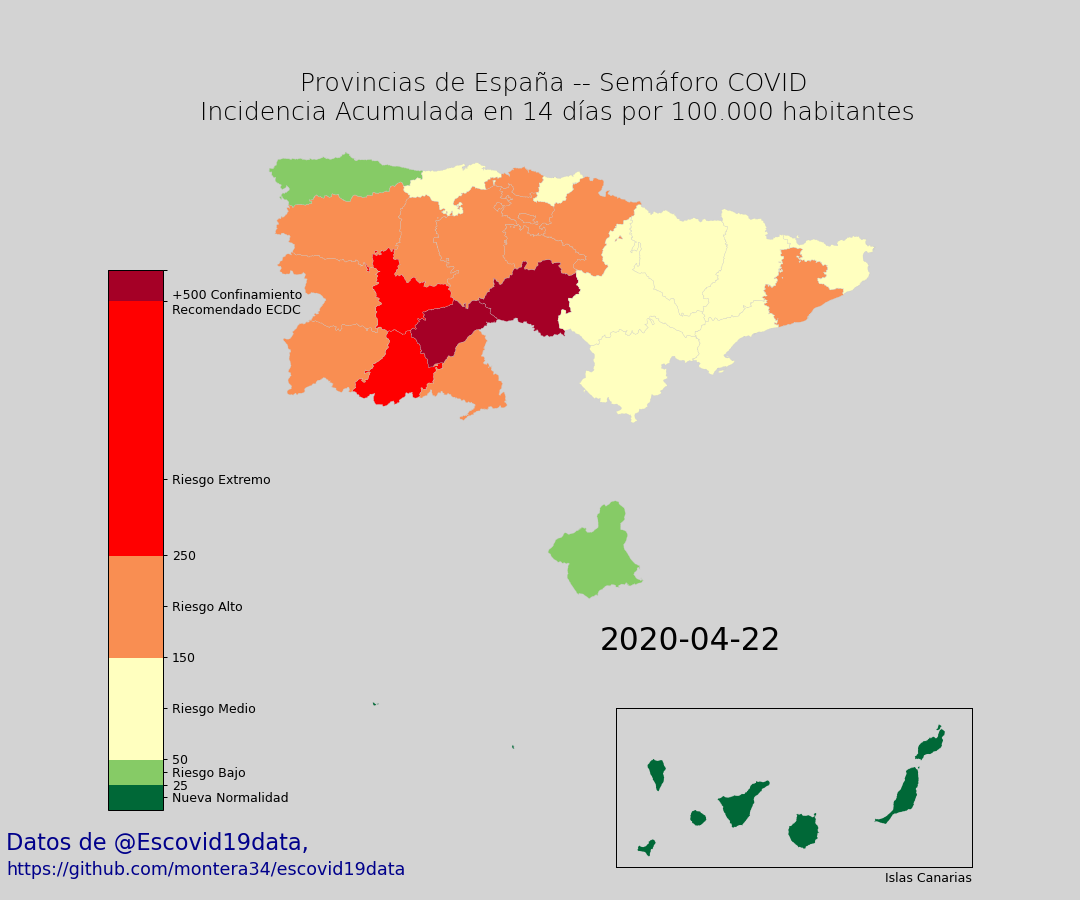 Provincias de España -- Semáforo COVID
Incidencia Acumulada en 14 días por 100.000 habitantes
+500 Confinamiento
Recomendado ECDC
Riesgo Extremo
250
Riesgo Alto
150
Riesgo Medio
50
Riesgo Bajo
25
Nueva Normalidad
2020-04-22
Islas Canarias
Datos de @Escovid19data,
https://github.com/montera34/escovid19data